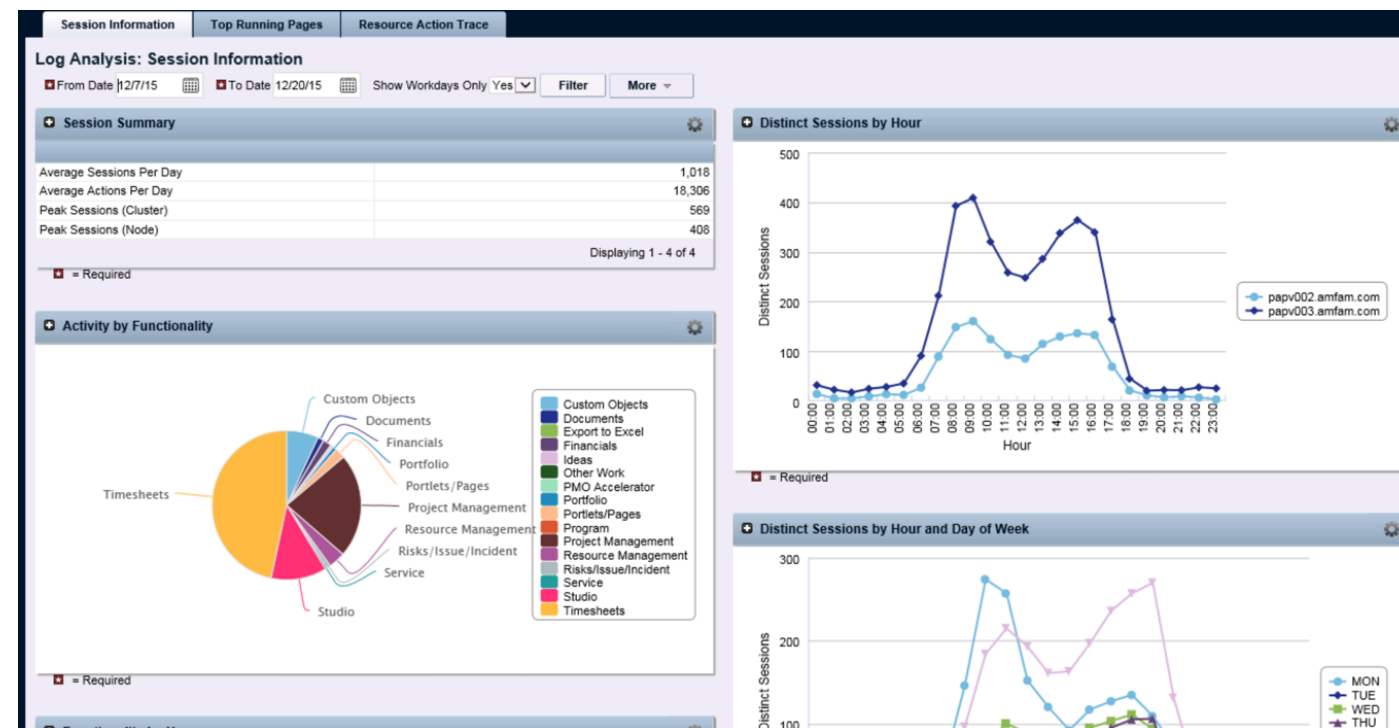 Session Information
Top Running Pages
Resource Action Trace
Log Analysis: Session Information
From Date 12/7/15 To Date 12/20/15 Show Workdays Only Yes Filter More
Session Summary
Average Sessions Per Day 1,018
Average Actions Per Day 18,306
Peak Sessions (Cluster) 569
Peak Sessions (Node) 408
Displaying 1 - 4 of 4
= Required
Activity by Functionality
Custom Objects
Documents
Financials
Portfolio
Portlets/Pages
Project Management
Resource Management
Risks/Issue/Incident
Service
Studio
Timesheets
Custom Objects
Documents
Export to Excel
Financials
Ideas
Other Work
PMO Accelerator
Portfolio
Portlets/Pages
Program
Project Management
Resource Management
Risks/Issue/Incident
Service
Studio
Timesheets
= Required
Distinct Sessions by Hour
Distinct Sessions
500
400
300
200
100
0
00:00
01:00
02:00
03:00
04:00
05:00
06:00
07:00
08:00
09:00
10:00
11:00
12:00
13:00
14:00
15:00
16:00
17:00
18:00
19:00
20:00
21:00
22:00
23:00
Hour
papv002.amfam.com
papv003.amfam.com
= Required
Distinct Sessions by Hour and Day of Week
Distinct Sessions
300
200
100
MON
TUE
WED
THU